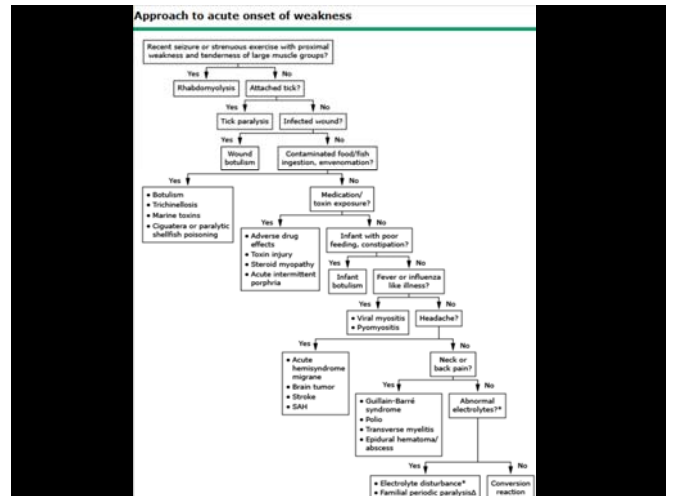 Approach to acute onset of weakness
Recent seizure or strenuous exercise with proximal
weakness and tenderness of large muscle groups?
Yes
No
Rhabdomyolysis
Attached tick?
Yes
No
Tick paralysis
Infected wound?
Yes
No
Wound
botulism
Contaminated food/fish
ingestion, envenomation?
Yes
No
• Botulism
• Trichinellosis
• Marine toxins
• Ciguatera or paralytic
shellfish poisoning
Medication/
toxin exposure?
Yes
No
• Adverse drug
effects
• Toxin injury
• Steroid myopathy
• Acute intermittent
porphria
Infant with poor
feeding, constipation?
Yes
No
Infant
botulism
Fever or influenza
like illness?
Yes
No
• Viral myositis
• Pyomyositis
Headache?
Yes
No
• Acute
hemisyndrome
migrane
• Brain tumor
• Stroke
• SAH
Neck or
back pain?
Yes
No
• Guillain-Barré
syndrome
• Polio
• Transverse myelitis
• Epidural hematoma/
abscess
Abnormal
electrolytes?*
Yes
No
• Electrolyte disturbance*
• Familial periodic paralysisΔ
Conversion
reaction